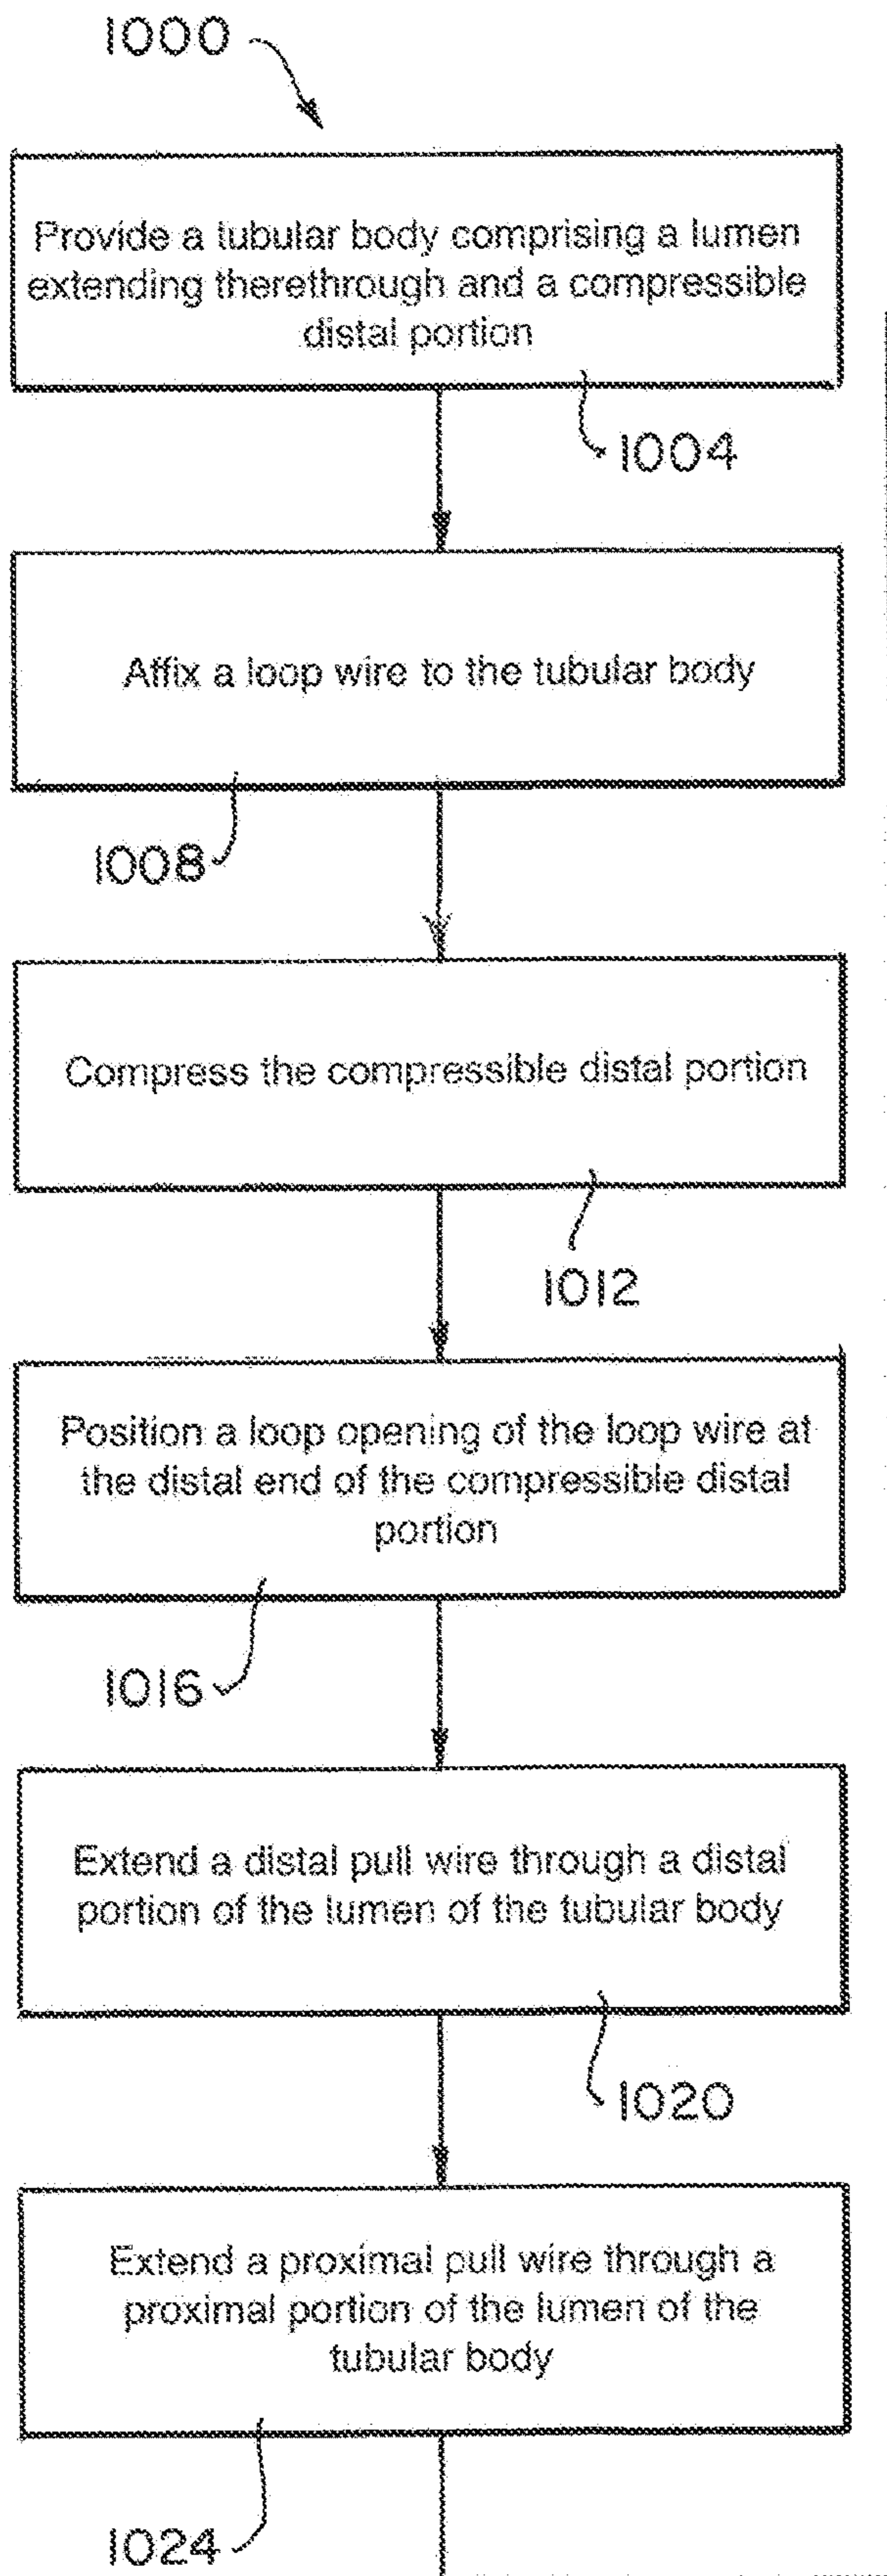 1000
Provide a tubular body comprising a lumen
extending therethrough and a compressible
distal portion
1004
Affix a loop wire to the tubular body
1008
Compress the compressible distal portion
1012
Position a loop opening of the loop wire at
the distal end of the compressible distal
portion
1016
Extend a distal pull wire through a distal
portion of the lumen of the tubular body
1020
Extend a proximal pull wire through a
proximal portion of the lumen of the
tubular body
1024